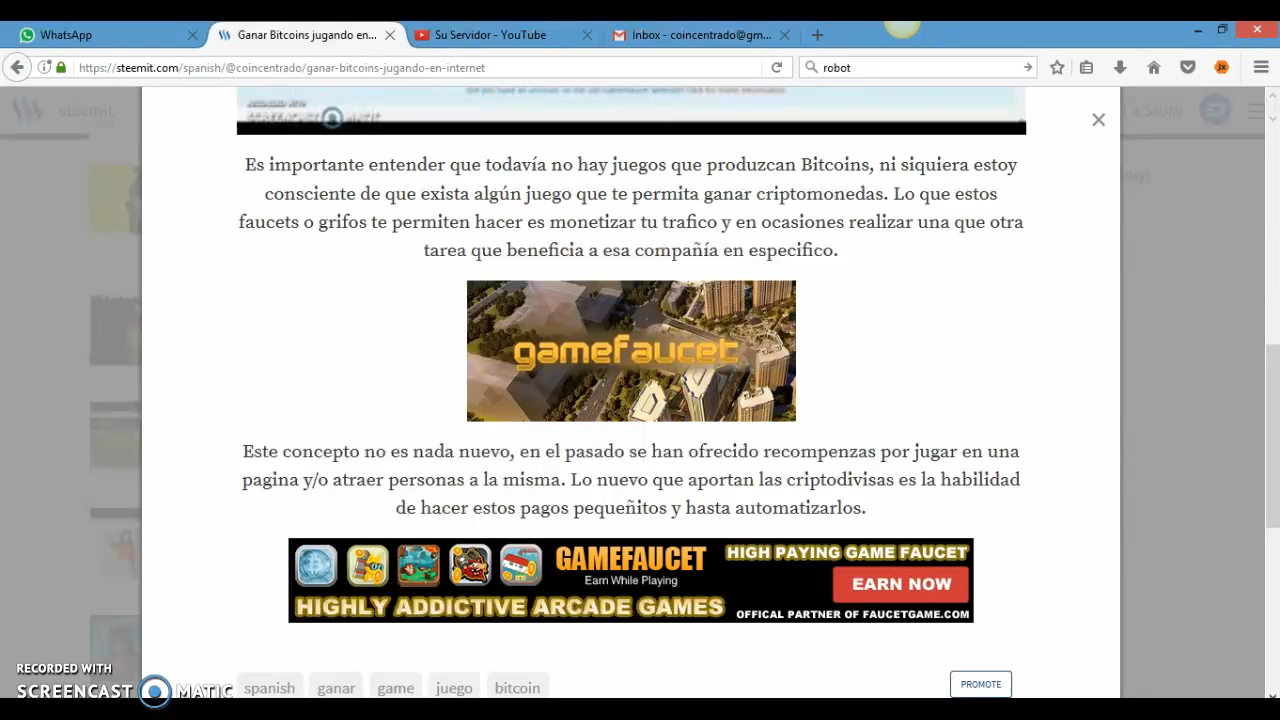 WhatsApp
Ganar Bitcoins jugando en...
Su Servidor - YouTube
Inbox - coincentrado@gm...
https://steemit.com/spanish/@coincentrado/ganar-bitcoins-jugando-en-internet
robot
steemit
Es importante entender que todavía no hay juegos que produzcan Bitcoins, ni siquiera estoy
consciente de que exista algún juego que te permita ganar criptomonedas. Lo que estos
faucets o grifos te permiten hacer es monetizar tu trafico y en ocasiones realizar una que otra
tarea que beneficia a esa compañía en especifico.
gamefaucet
Este concepto no es nada nuevo, en el pasado se han ofrecido recompenzas por jugar en una
pagina y/o atraer personas a la misma. Lo nuevo que aportan las criptodivisas es la habilidad
de hacer estos pagos pequeñitos y hasta automatizarlos.
GAMEFAUCET
Earn While Playing
HIGHLY ADDICTIVE ARCADE GAMES
HIGH PAYING GAME FAUCET
EARN NOW
OFFICAL PARTNER OF FAUCETGAME.COM
spanish ganar game juego bitcoin
PROMOTE
RECORDED WITH
SCREENCAST MATIC